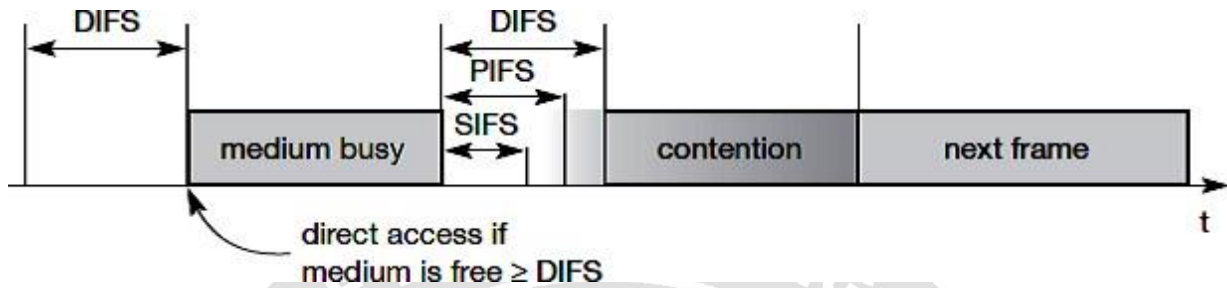 DIFS
DIFS
PIFS
SIFS
medium busy
contention
next frame
t
direct access if
medium is free ≥ DIFS